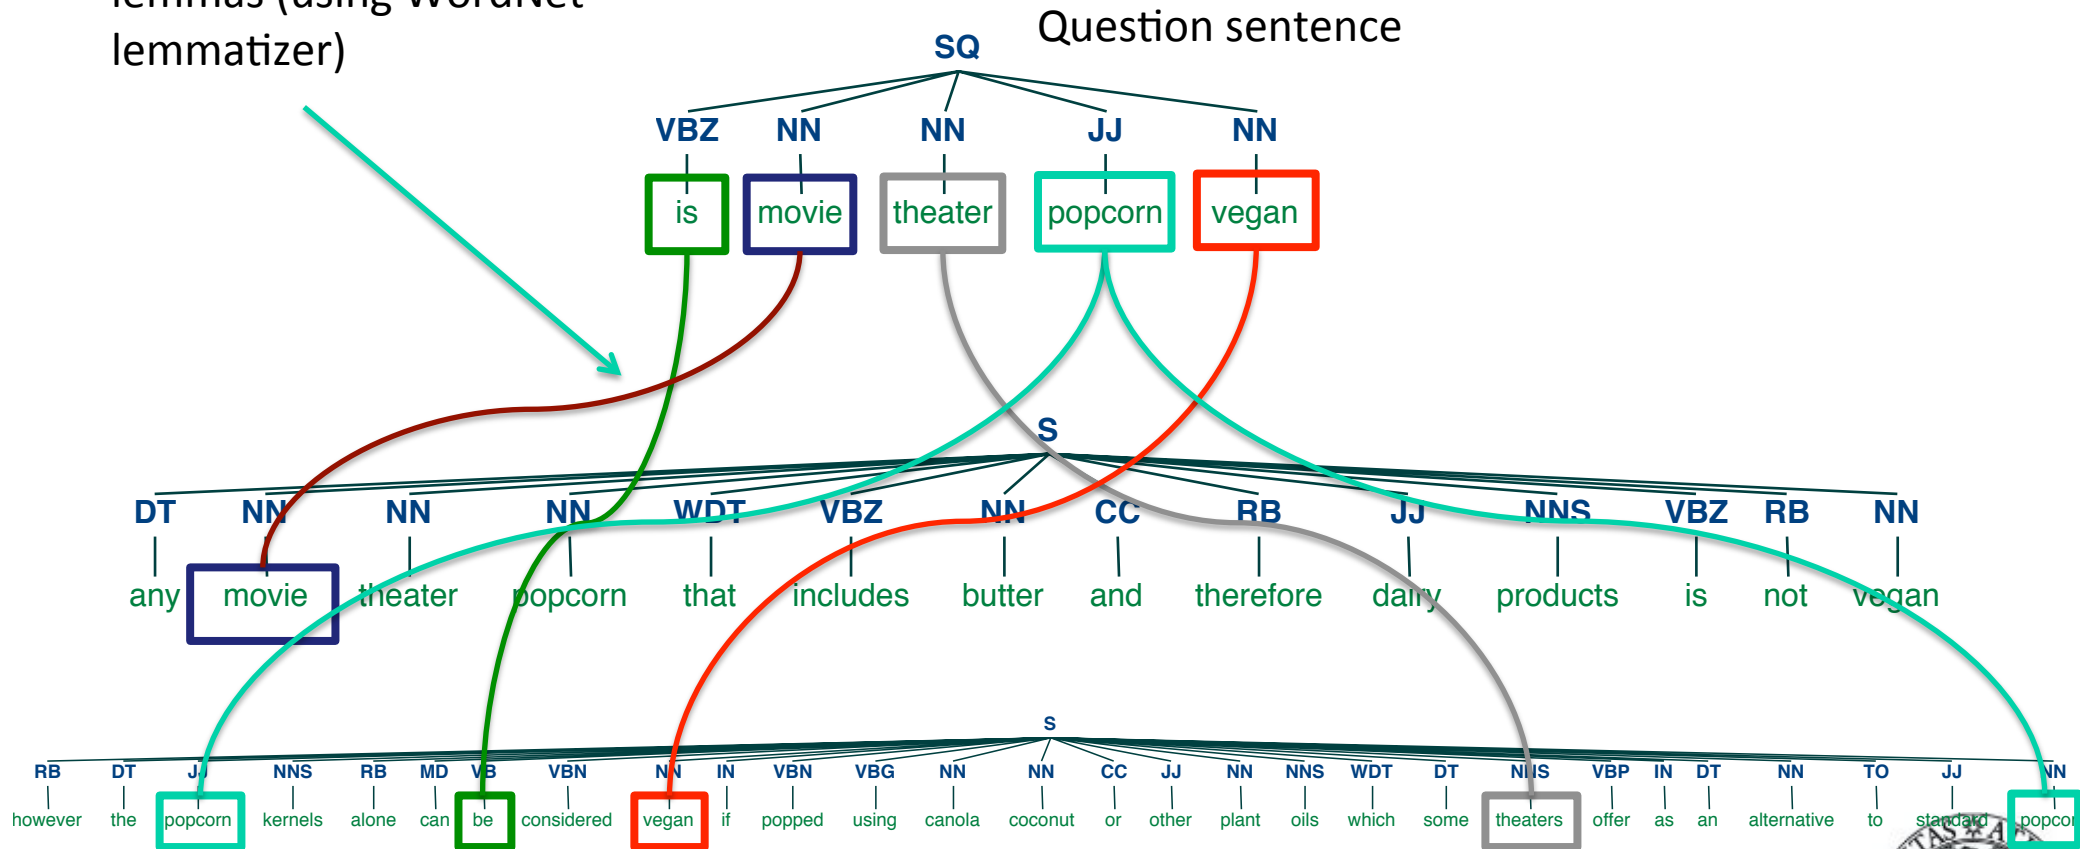 lemmas (using WordNet
lemmatizer)
Question sentence
SQ
VBZ NN NN JJ NN
is movie theater popcorn vegan
S
DT NN NN NN WDT VBZ NN CC RB JJ NNS VBZ RB NN
any movie theater popcorn that includes butter and therefore dairy products is not vegan
S
RB DT JJ NNS RB MD VB VBN NN IN VBN VBG NN NN CC JJ NN NNS WDT DT NNS VBP IN DT NN TO JJ NN
however the popcorn kernels alone can be considered vegan if popped using canola coconut or other plant oils which some theaters offer as an alternative to standard popcor